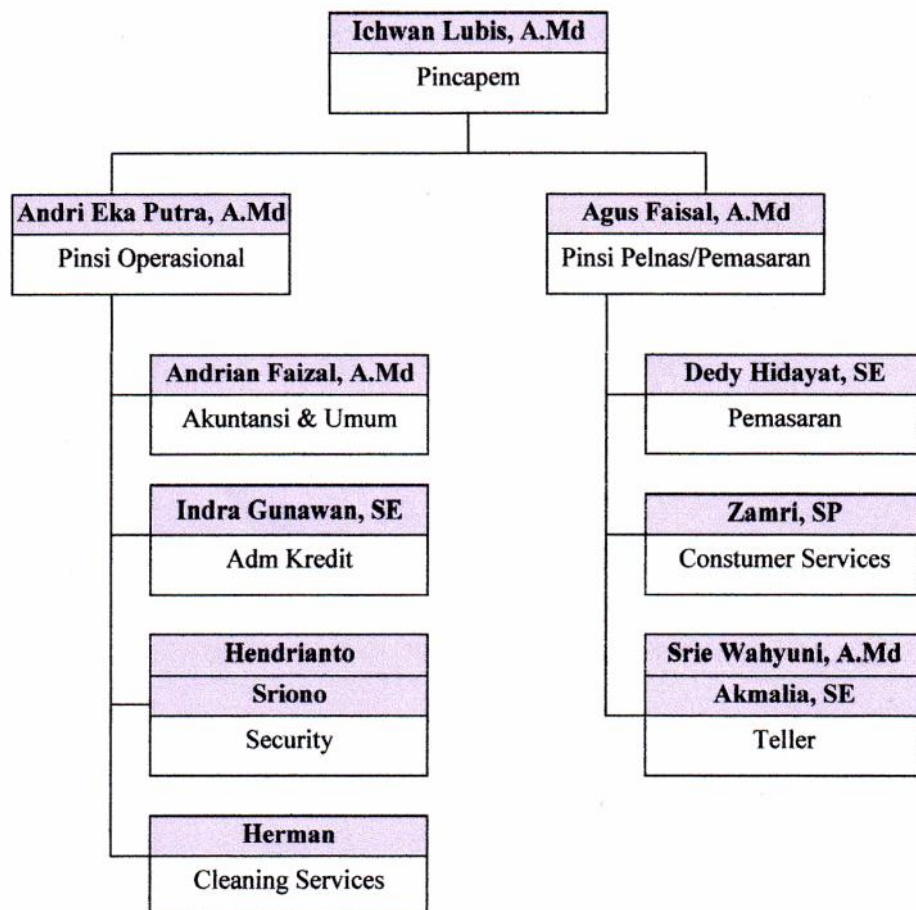 Ichwan Lubis, A.Md
Pincapem
Andri Eka Putra, A.Md
Pinsi Operasional
Agus Faisal, A.Md
Pinsi Pelnas/Pemasaran
Andrian Faizal, A.Md
Akuntansi & Umum
Indra Gunawan, SE
Adm Kredit
Hendrianto
Sriono
Security
Herman
Cleaning Services
Dedy Hidayat, SE
Pemasaran
Zamri, SP
Constumer Services
Srie Wahyuni, A.Md
Akmalia, SE
Teller